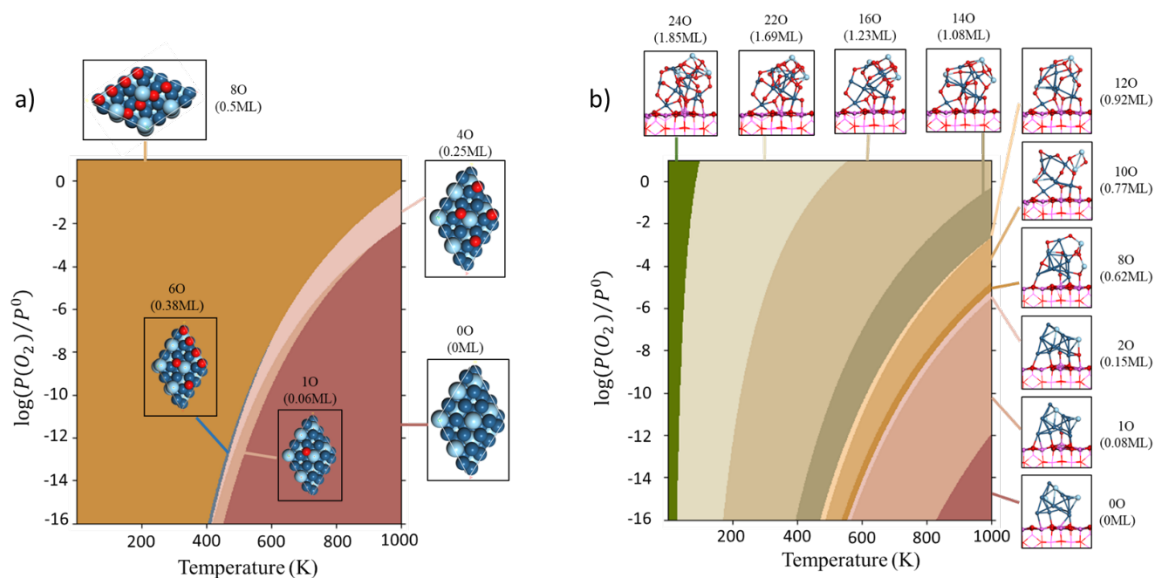 a)
8O
(0.5ML)
4O
(0.25ML)
6O
(0.38ML)
1O
(0.06ML)
0O
(0ML)
0
-2
-4
-6
-8
-10
-12
-14
-16
log(P(O₂)/P⁰)
200
400
600
800
1000
Temperature (K)
b)
24O
(1.85ML)
22O
(1.69ML)
16O
(1.23ML)
14O
(1.08ML)
12O
(0.92ML)
10O
(0.77ML)
8O
(0.62ML)
2O
(0.15ML)
1O
(0.08ML)
0O
(0ML)
0
-2
-4
-6
-8
-10
-12
-14
-16
log(P(O₂)/P⁰)
200
400
600
800
1000
Temperature (K)